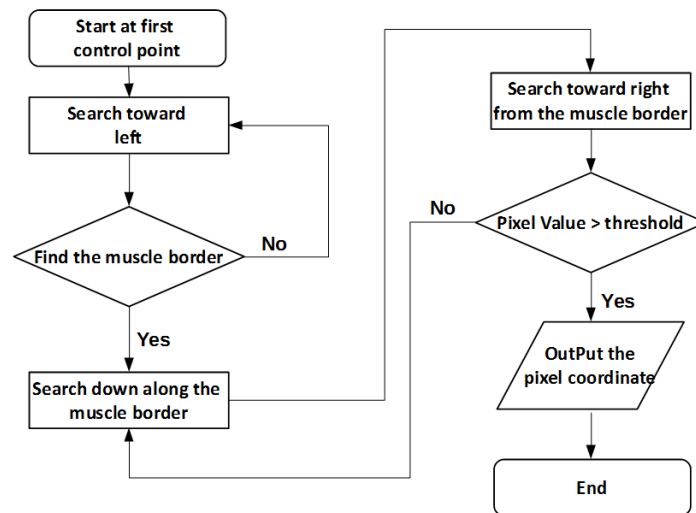 Start at first
control point
Search toward
left
Find the muscle border
No
Yes
Search down along the
muscle border
Search toward right
from the muscle border
Pixel Value > threshold
No
Yes
OutPut the
pixel coordinate
End